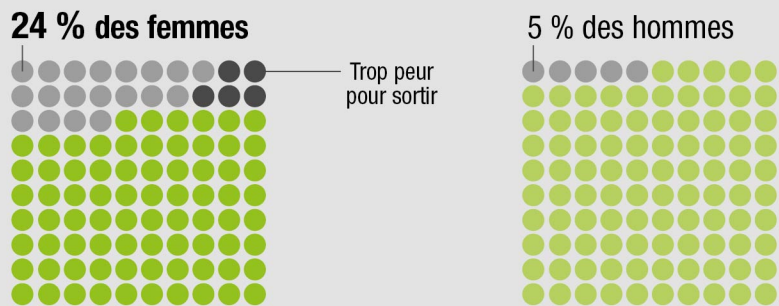 24 % des femmes
5 % des hommes
Trop peur
pour sortir